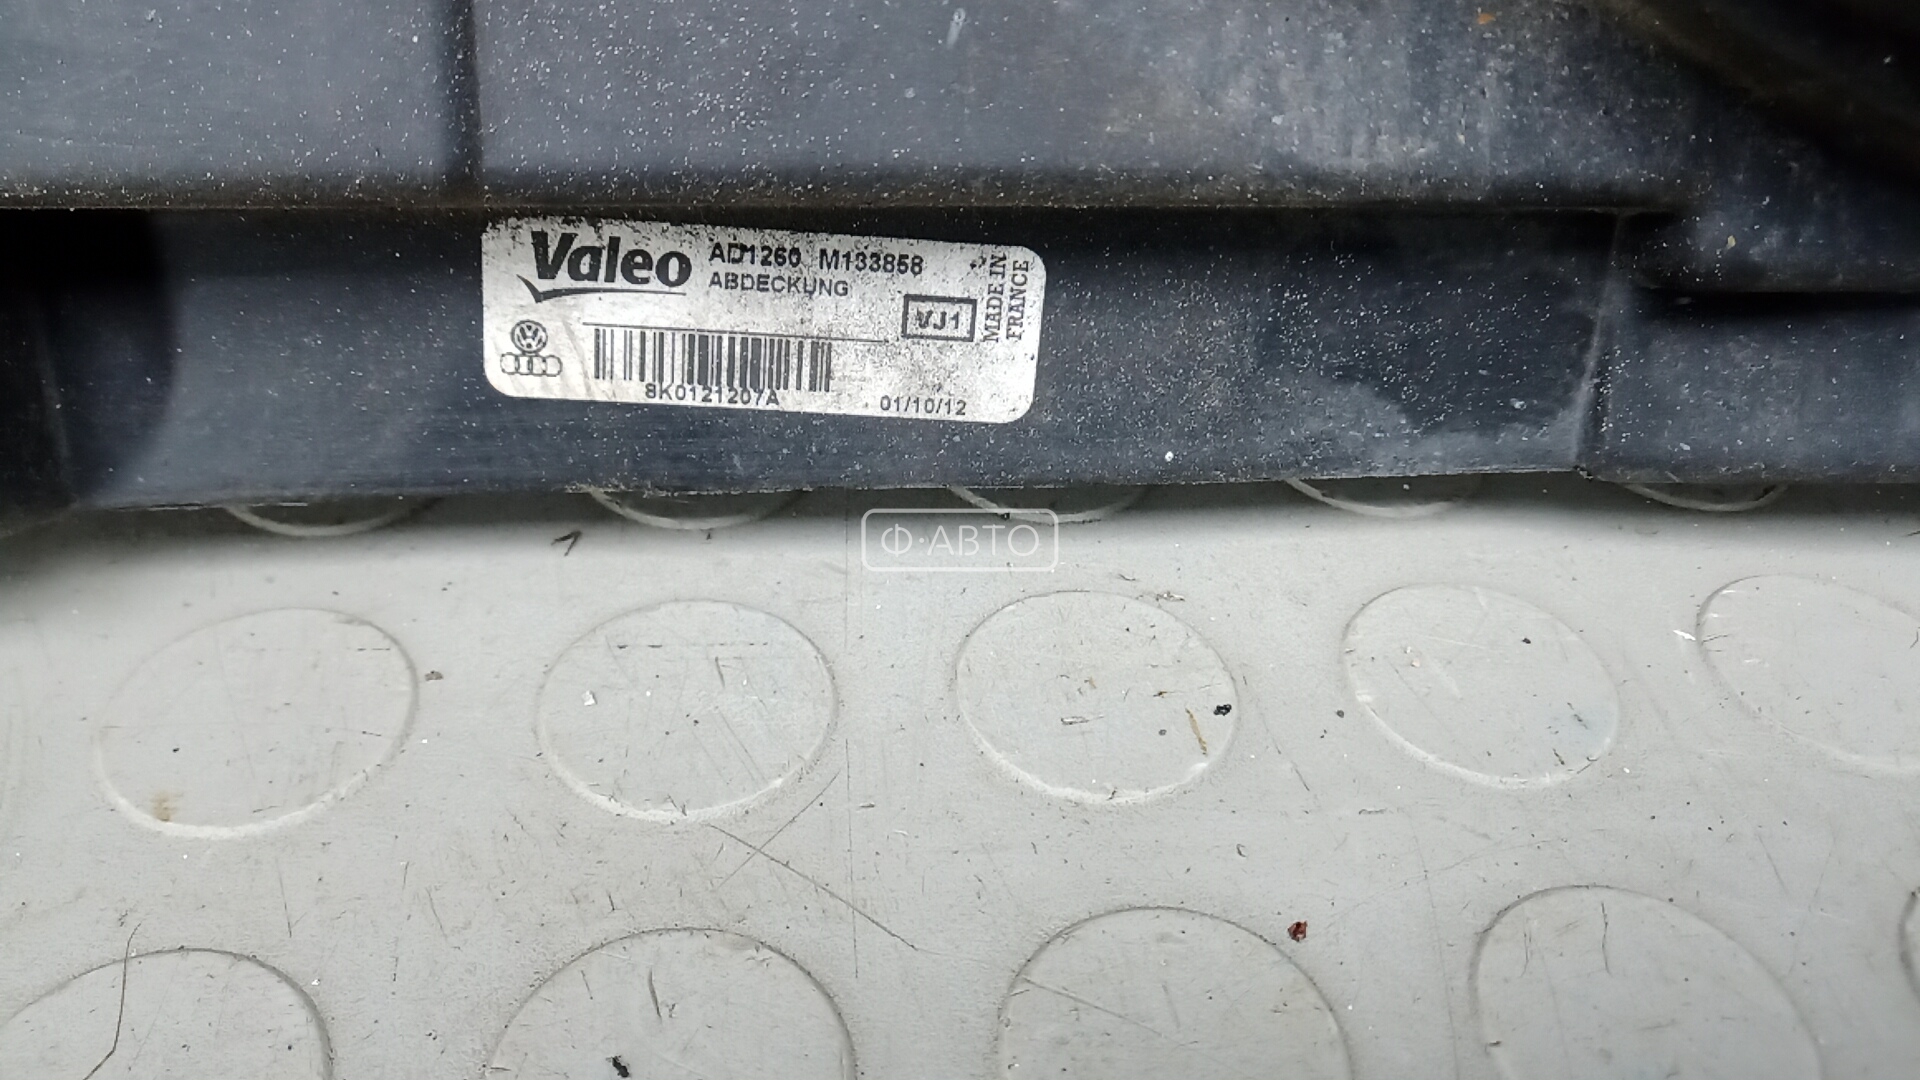 Valeo
AD1260 M133858
ABDECKUNG
VJ1
MADE IN
FRANCE
8K0121207A
01/10/12
Ф·АВТО